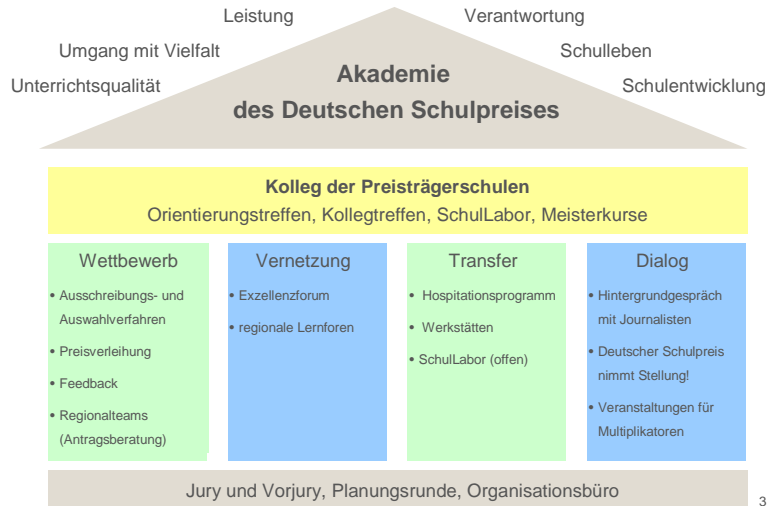 Leistung
Verantwortung
Umgang mit Vielfalt
Schulleben
Unterrichtsqualität
Schulentwicklung
Akademie
des Deutschen Schulpreises
Kolleg der Preisträgerschulen
Orientierungstreffen, Kollegtreffen, SchulLabor, Meisterkurse
Wettbewerb
• Ausschreibungs- und
Auswahlverfahren
• Preisverleihung
• Feedback
• Regionalteams
(Antragsberatung)
Vernetzung
• Exzellenzforum
• regionale Lernforen
Transfer
• Hospitationsprogramm
• Werkstätten
• SchulLabor (offen)
Dialog
• Hintergrundgespräch
mit Journalisten
• Deutscher Schulpreis
nimmt Stellung!
• Veranstaltungen für
Multiplikatoren
Jury und Vorjury, Planungsrunde, Organisationsbüro
3